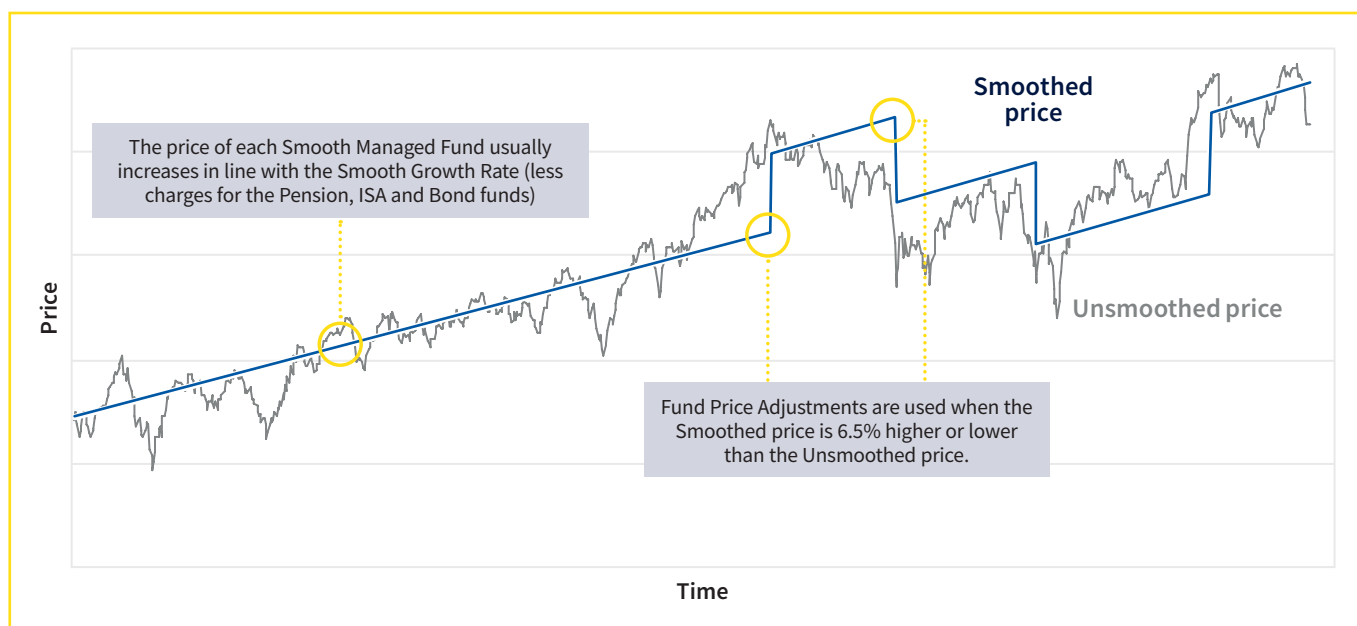 Smoothed
price
The price of each Smooth Managed Fund usually
increases in line with the Smooth Growth Rate (less
charges for the Pension, ISA and Bond funds)
Price
Unsmoothed price
Fund Price Adjustments are used when the
Smoothed price is 6.5% higher or lower
than the Unsmoothed price.
Time